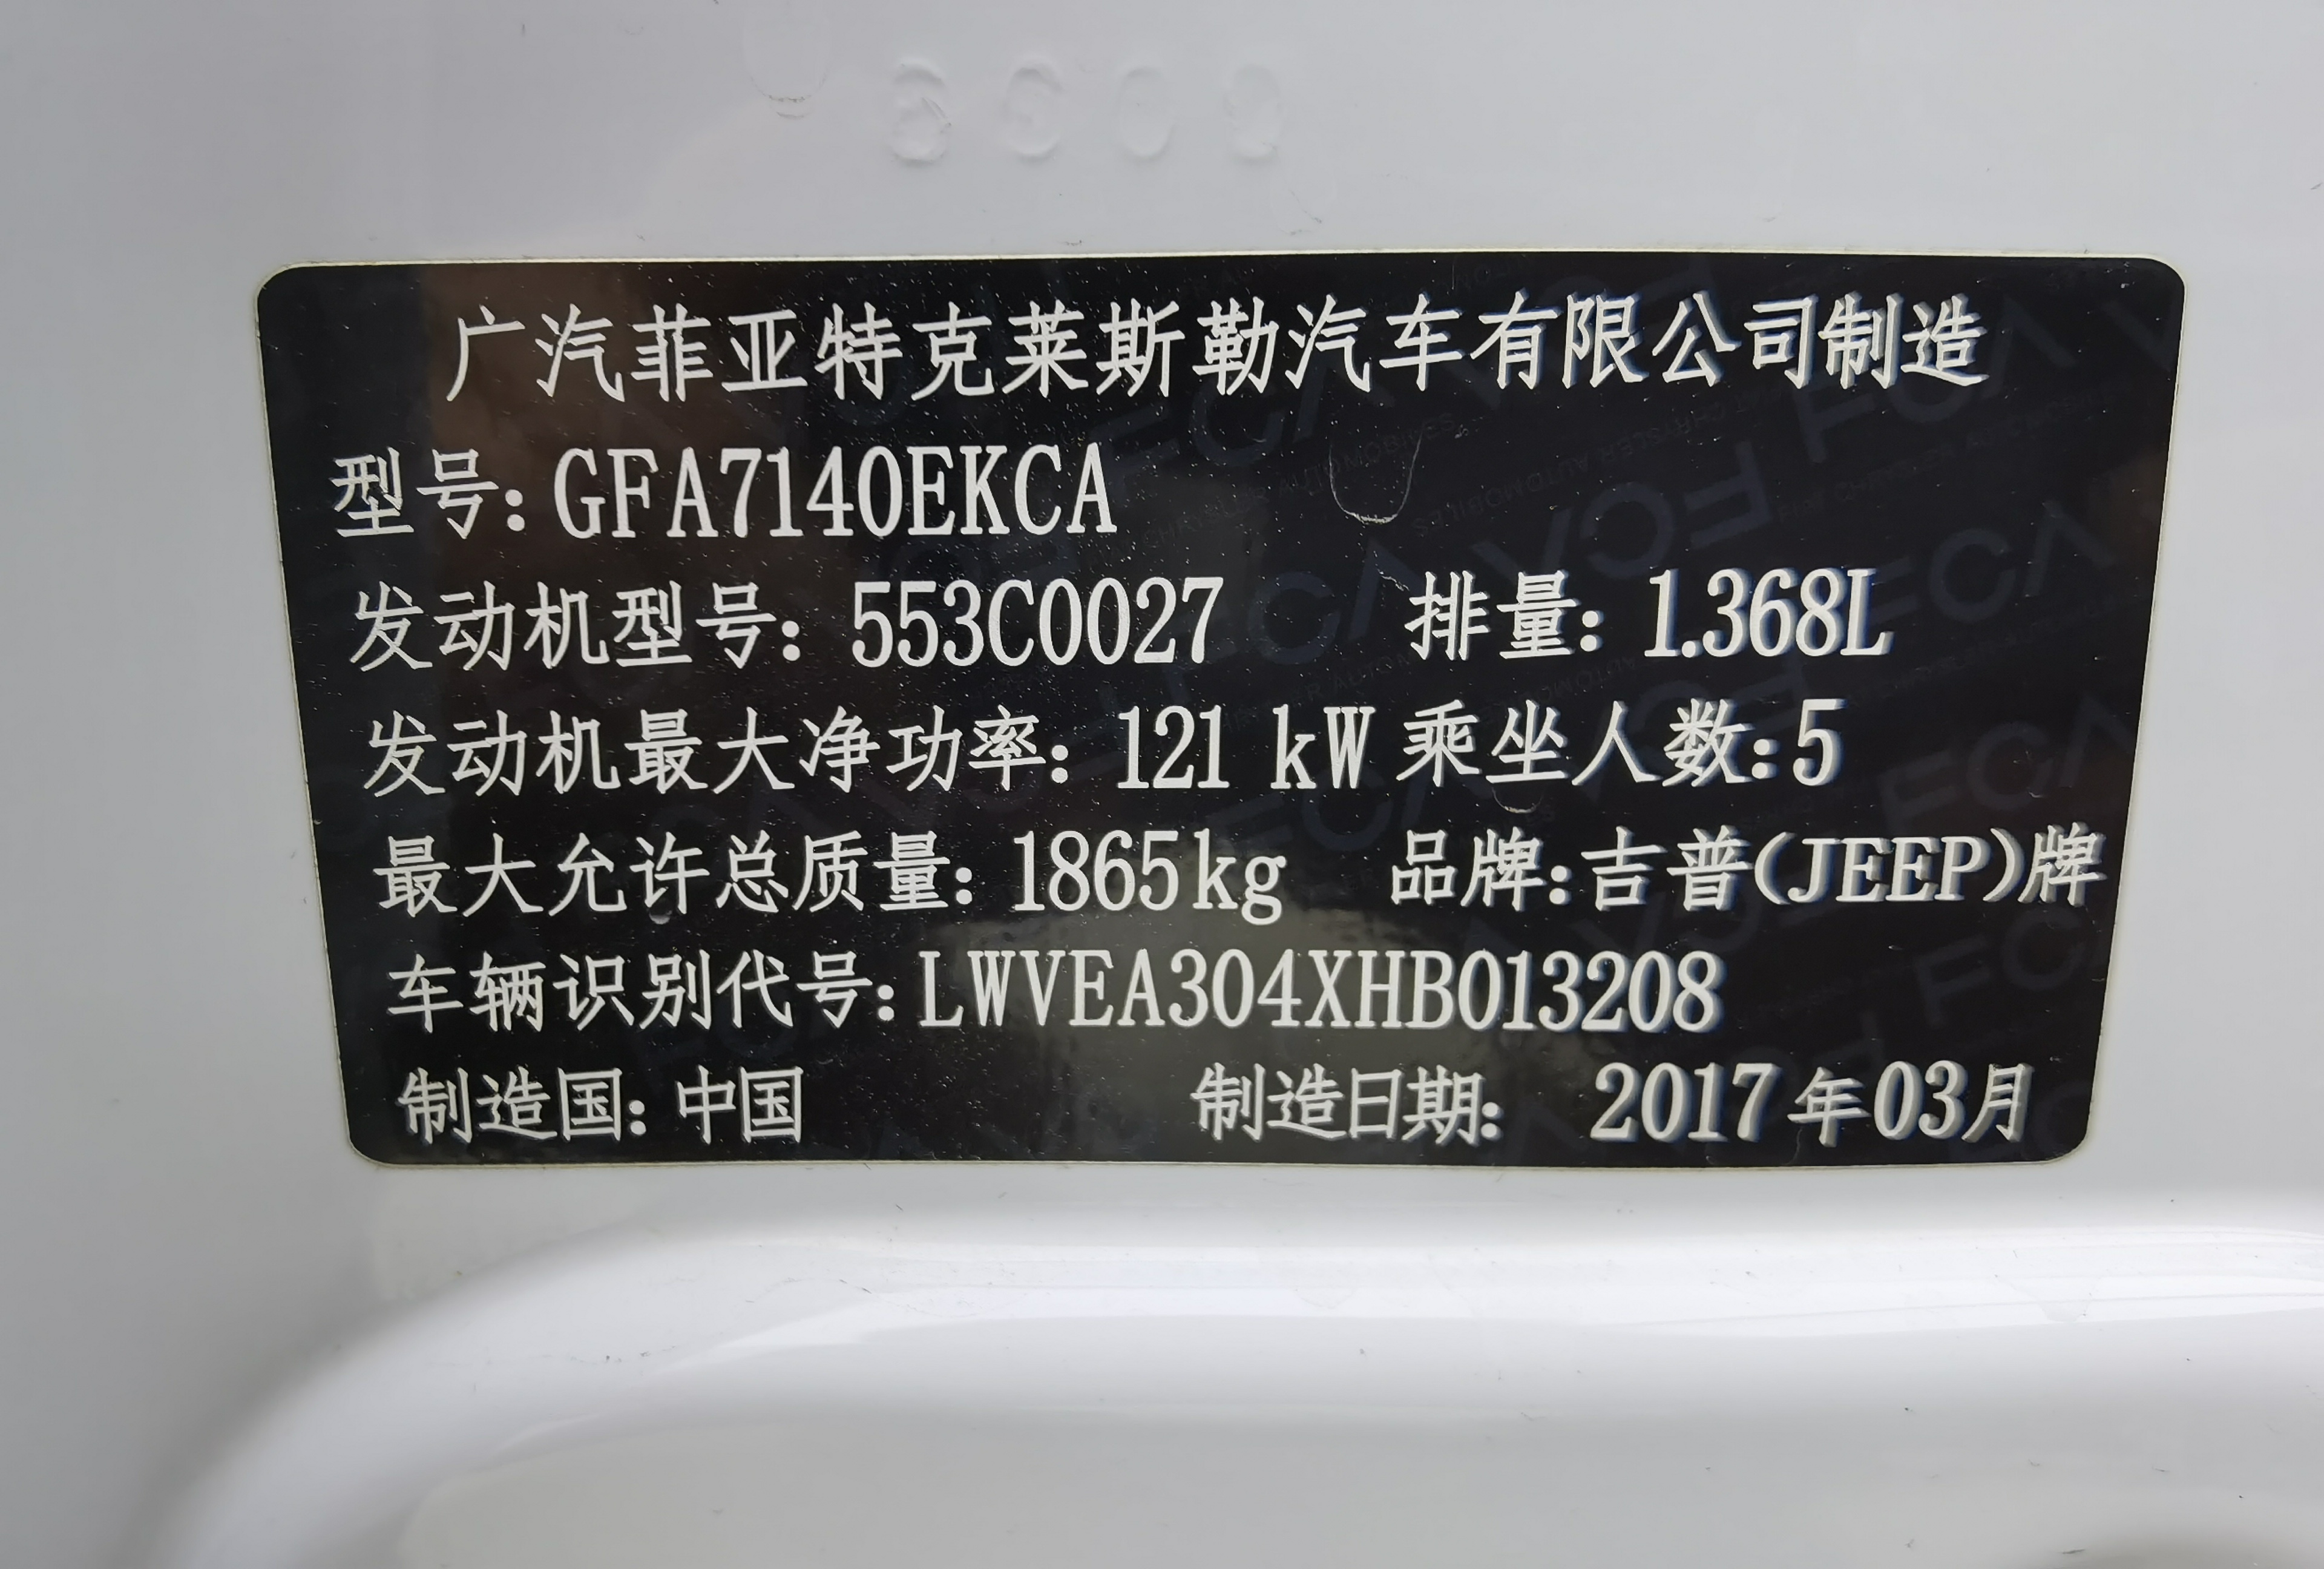 广汽菲亚特克莱斯勒汽车有限公司制造
型号: GFA7140EKCA
发动机型号: 553C0027 排量: 1.368L
发动机最大净功率: 121 kW 乘坐人数: 5
最大允许总质量: 1865kg 品牌: 吉普(JEEP)牌
车辆识别代号: LWVEA304XHB013208
制造国: 中国 制造日期: 2017年03月